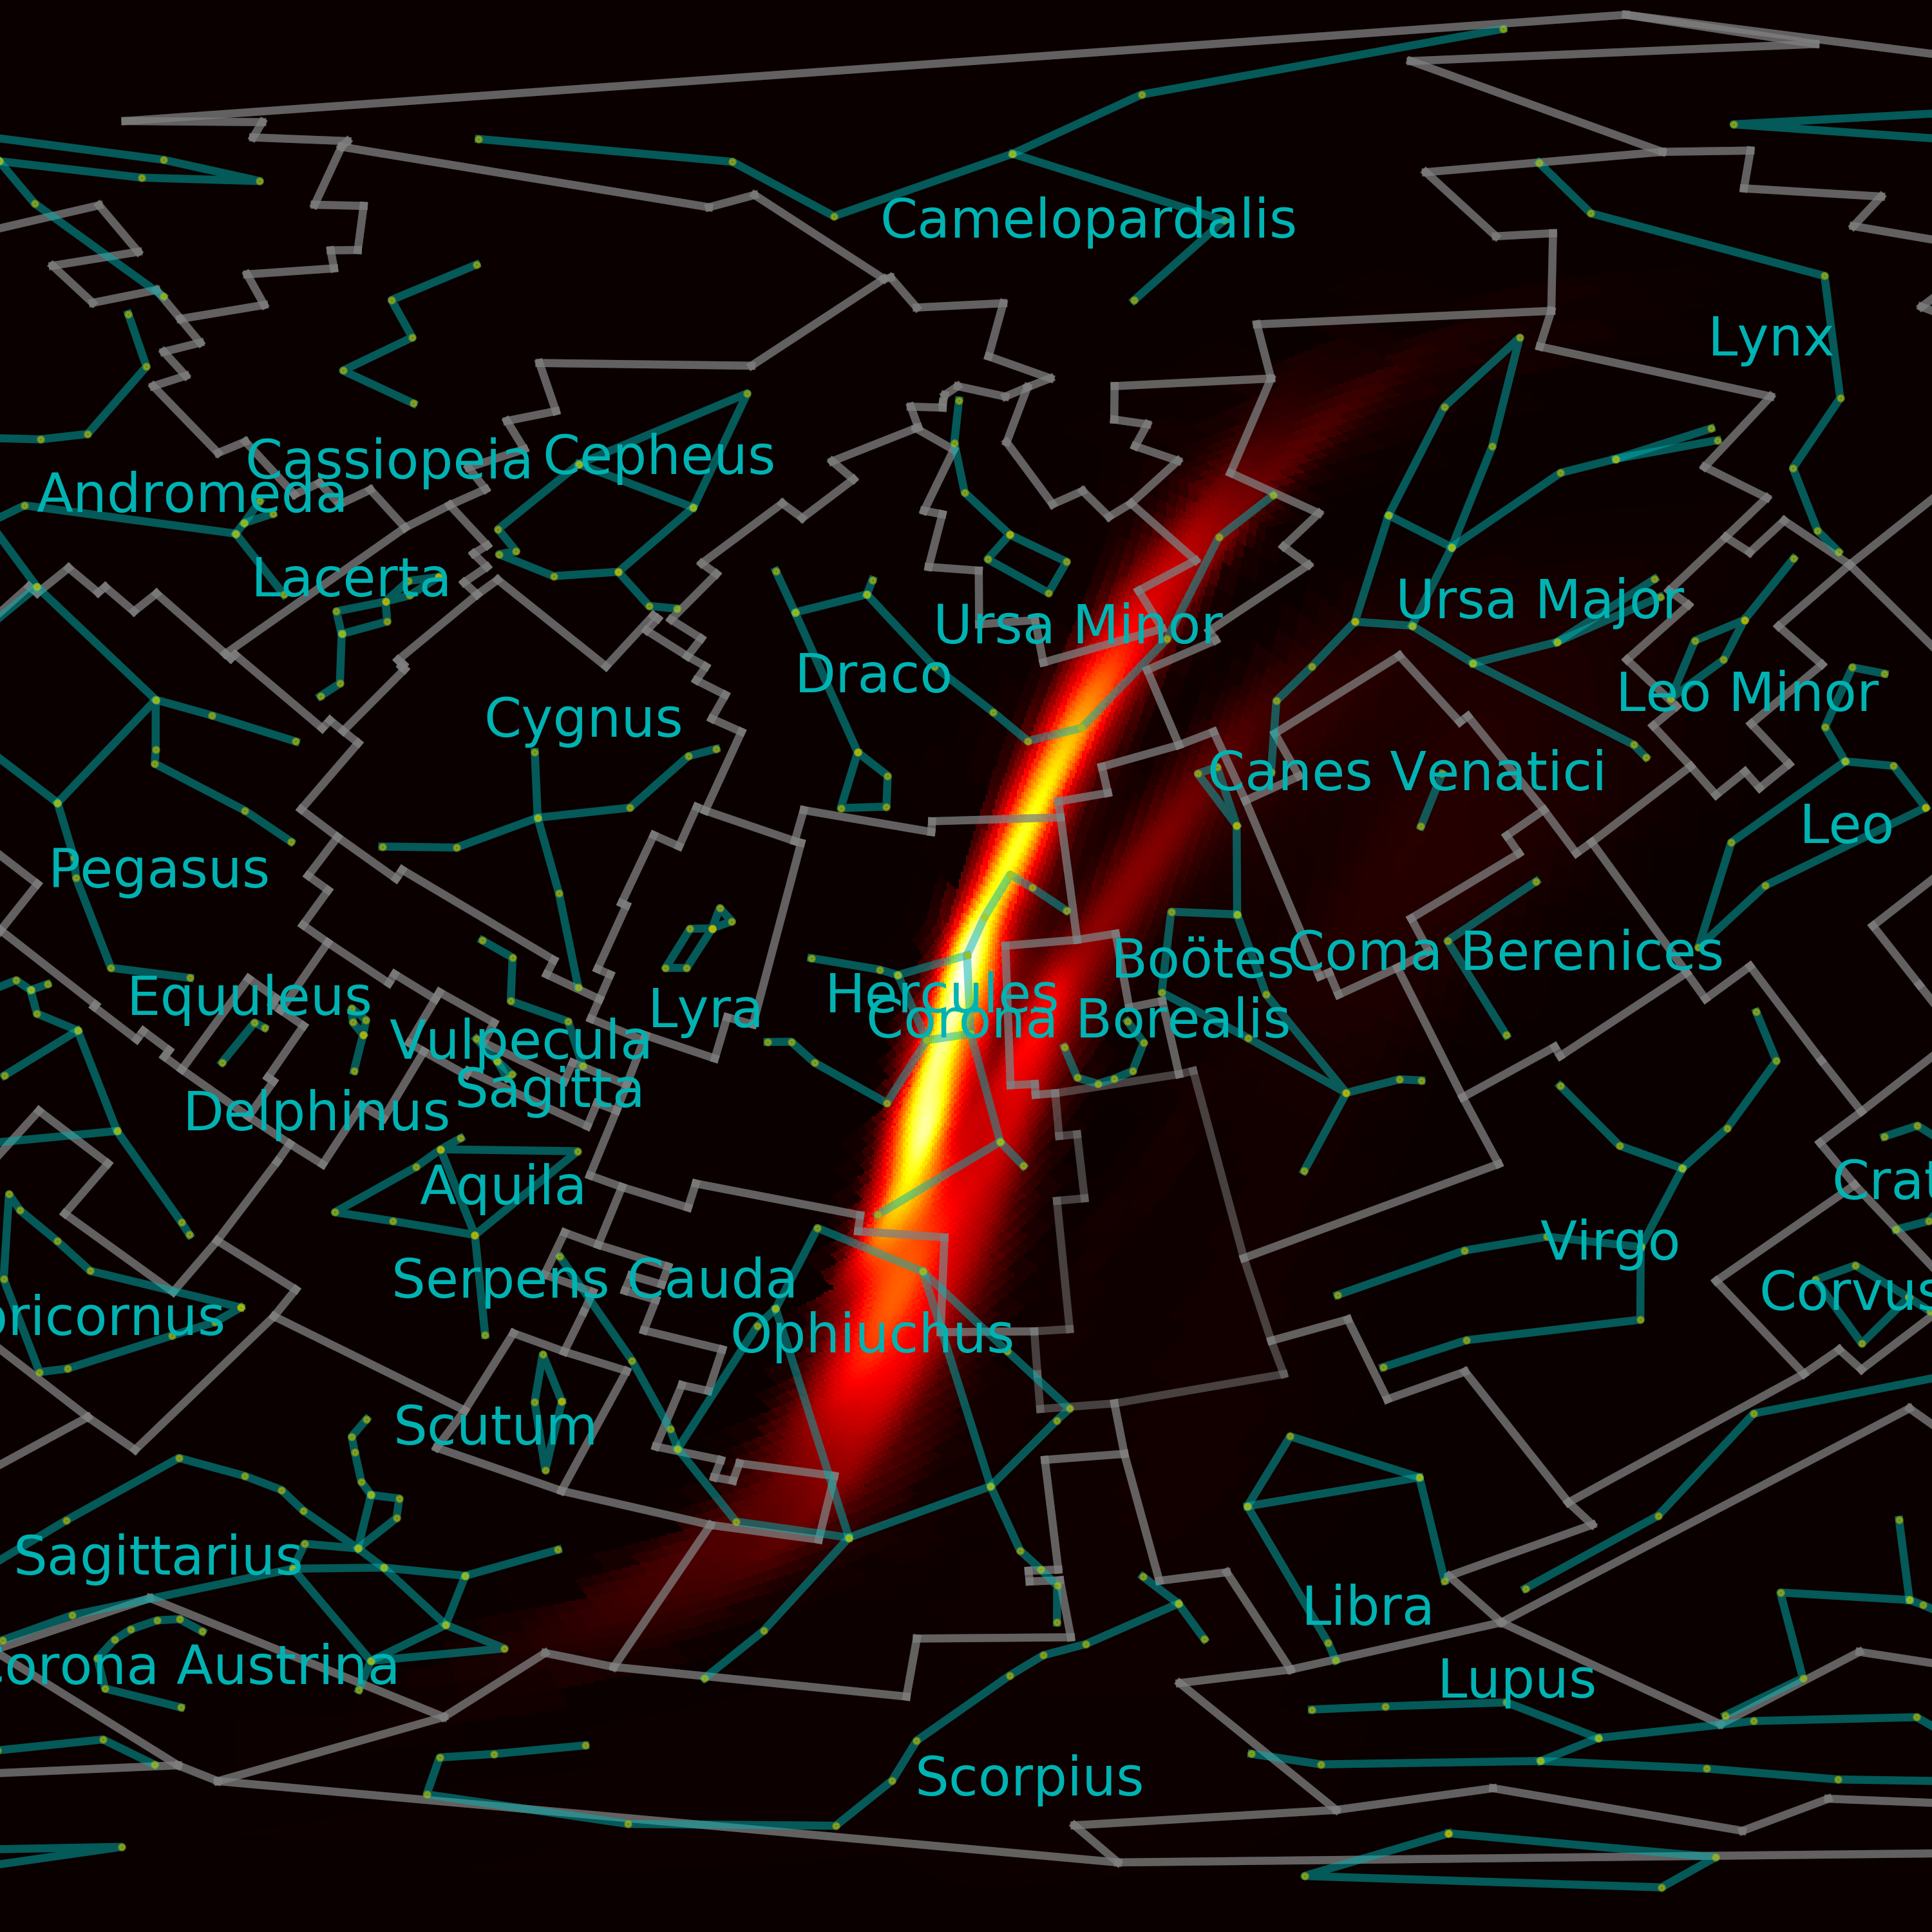 Camelopardalis
Lynx
Cassiopeia
Cepheus
Andromeda
Lacerta
Ursa Major
Ursa Minor
Draco
Leo Minor
Cygnus
Canes Venatici
Leo
Pegasus
Boötes
Coma Berenices
Equuleus
Hercules
Lyra
Corona Borealis
Vulpecula
Sagitta
Delphinus
Aquila
Crat
Virgo
Serpens Cauda
Corvus
oricornus
Ophiuchus
Scutum
Sagittarius
Libra
orona Austrina
Lupus
Scorpius